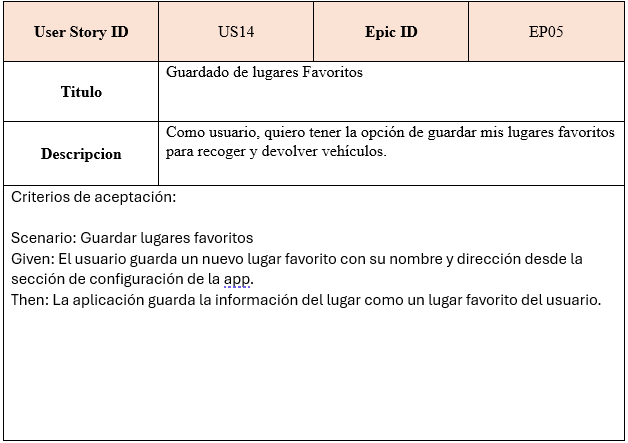 User Story ID US14 Epic ID EP05
Titulo Guardado de lugares Favoritos
Descripcion Como usuario, quiero tener la opción de guardar mis lugares favoritos
para recoger y devolver vehículos.
Criterios de aceptación:
Scenario: Guardar lugares favoritos
Given: El usuario guarda un nuevo lugar favorito con su nombre y dirección desde la
sección de configuración de la app.
Then: La aplicación guarda la información del lugar como un lugar favorito del usuario.